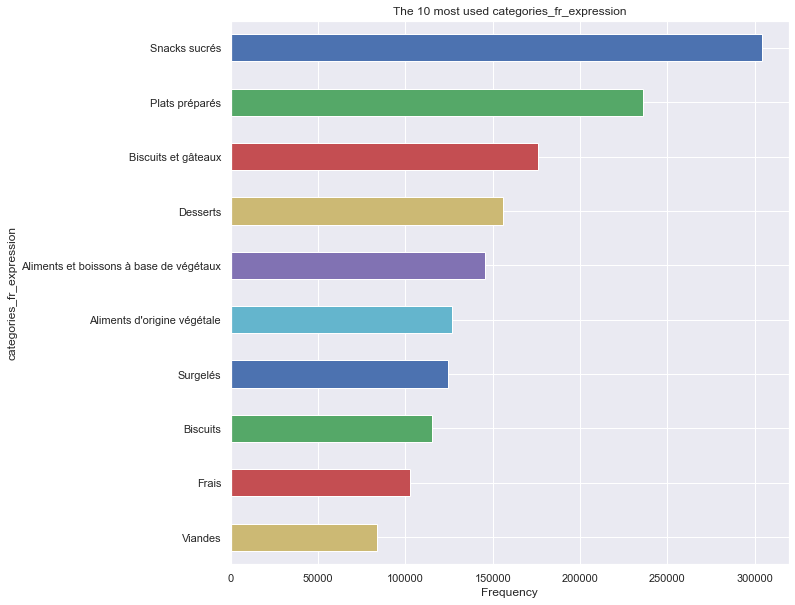 The 10 most used categories_fr_expression
categories_fr_expression
Snacks sucrés
Plats préparés
Biscuits et gâteaux
Desserts
Aliments et boissons à base de végétaux
Aliments d'origine végétale
Surgelés
Biscuits
Frais
Viandes
0 50000 100000 150000 200000 250000 300000
Frequency